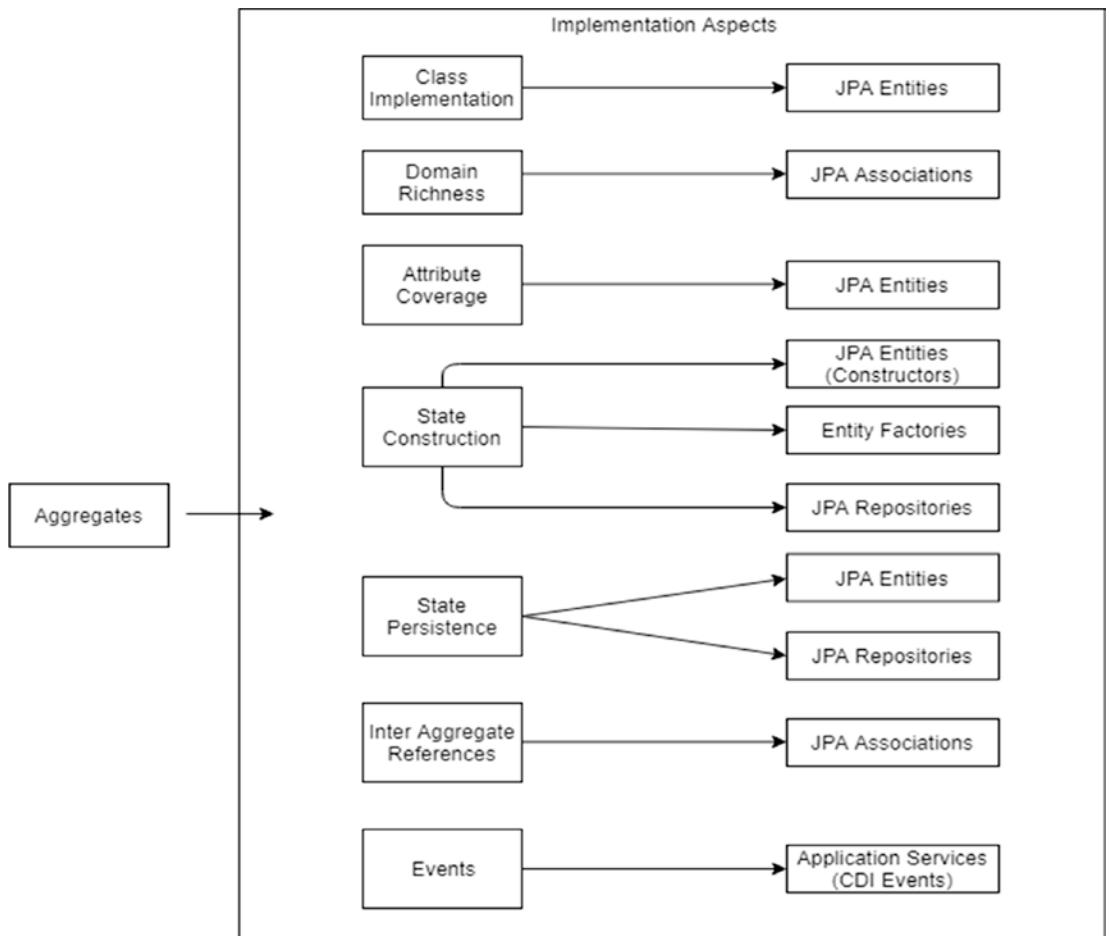 Implementation Aspects
Class
Implementation
JPA Entities
Domain
Richness
JPA Associations
Attribute
Coverage
JPA Entities
State
Construction
JPA Entities
(Constructors)
Entity Factories
JPA Repositories
Aggregates
State
Persistence
JPA Entities
JPA Repositories
Inter Aggregate
References
JPA Associations
Events
Application Services
(CDI Events)